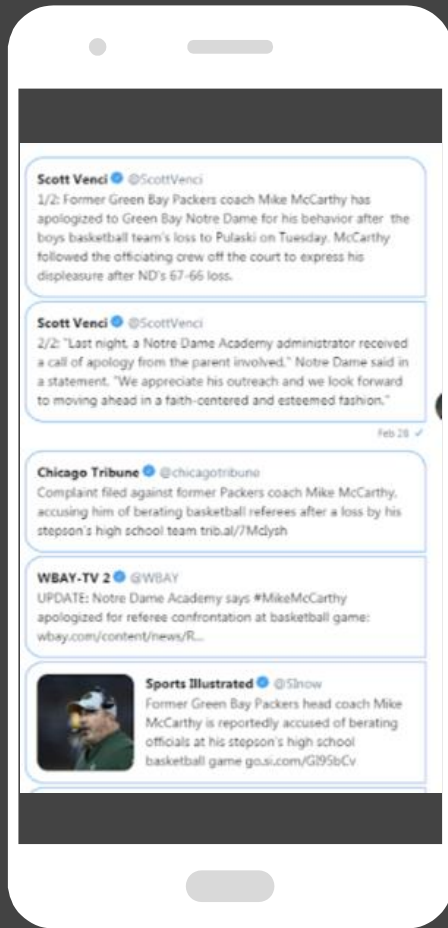 Scott Venci @ScottVenci
1/2: Former Green Bay Packers coach Mike McCarthy has
apologized to Green Bay Notre Dame for his behavior after the
boys basketball team's loss to Pulaski on Tuesday. McCarthy
followed the officiating crew off the court to express his
displeasure after ND's 67-66 loss.
Scott Venci @ScottVenci
2/2: "Last night, a Notre Dame Academy administrator received
a call of apology from the parent involved," Notre Dame said in
a statement. "We appreciate his outreach and we look forward
to moving ahead in a faith-centered and esteemed fashion."
Feb 28
Chicago Tribune @chicagotribune
Complaint filed against former Packers coach Mike McCarthy,
accusing him of berating basketball referees after a loss by his
stepson's high school team trib.al/7Mclysh
WBAY-TV 2 @WBAY
UPDATE: Notre Dame Academy says #MikeMcCarthy
apologized for referee confrontation at basketball game:
wbay.com/content/news/R...
Sports Illustrated @SInow
Former Green Bay Packers head coach Mike
McCarthy is reportedly accused of berating
officials at his stepson's high school
basketball game go.si.com/GI95bCv